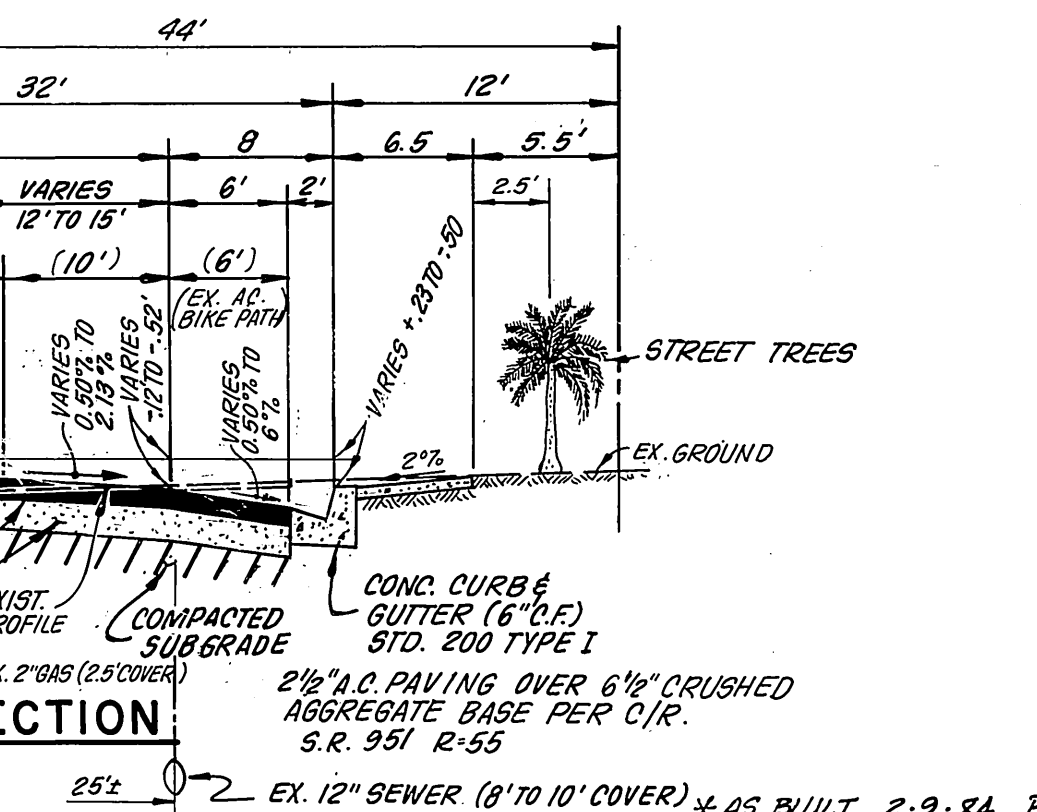 44'
32' 12'
8 6.5 5.5'
VARIES 6' 2' 2.5'
12' TO 15'
(10') (6')
(EX. AC.
BIKE PATH)
VARIES
0.50% TO
2.13%
VARIES
-.12 TO -.52'
VARIES
0.50% TO
6%
VARIES +.23 TO -.50
STREET TREES
2%
EX. GROUND
XIST.
ROFILE
COMPACTED
SUBGRADE
CONC. CURB &
GUTTER (6" C.F.)
STD. 200 TYPE I
2"GAS (2.5'COVER)
ECTION
2½" A.C. PAVING OVER 6½" CRUSHED
AGGREGATE BASE PER C/R.
S.R. 951 R=55
25'±
EX. 12" SEWER (8' TO 10' COVER)
* AS BUILT 2.9.84